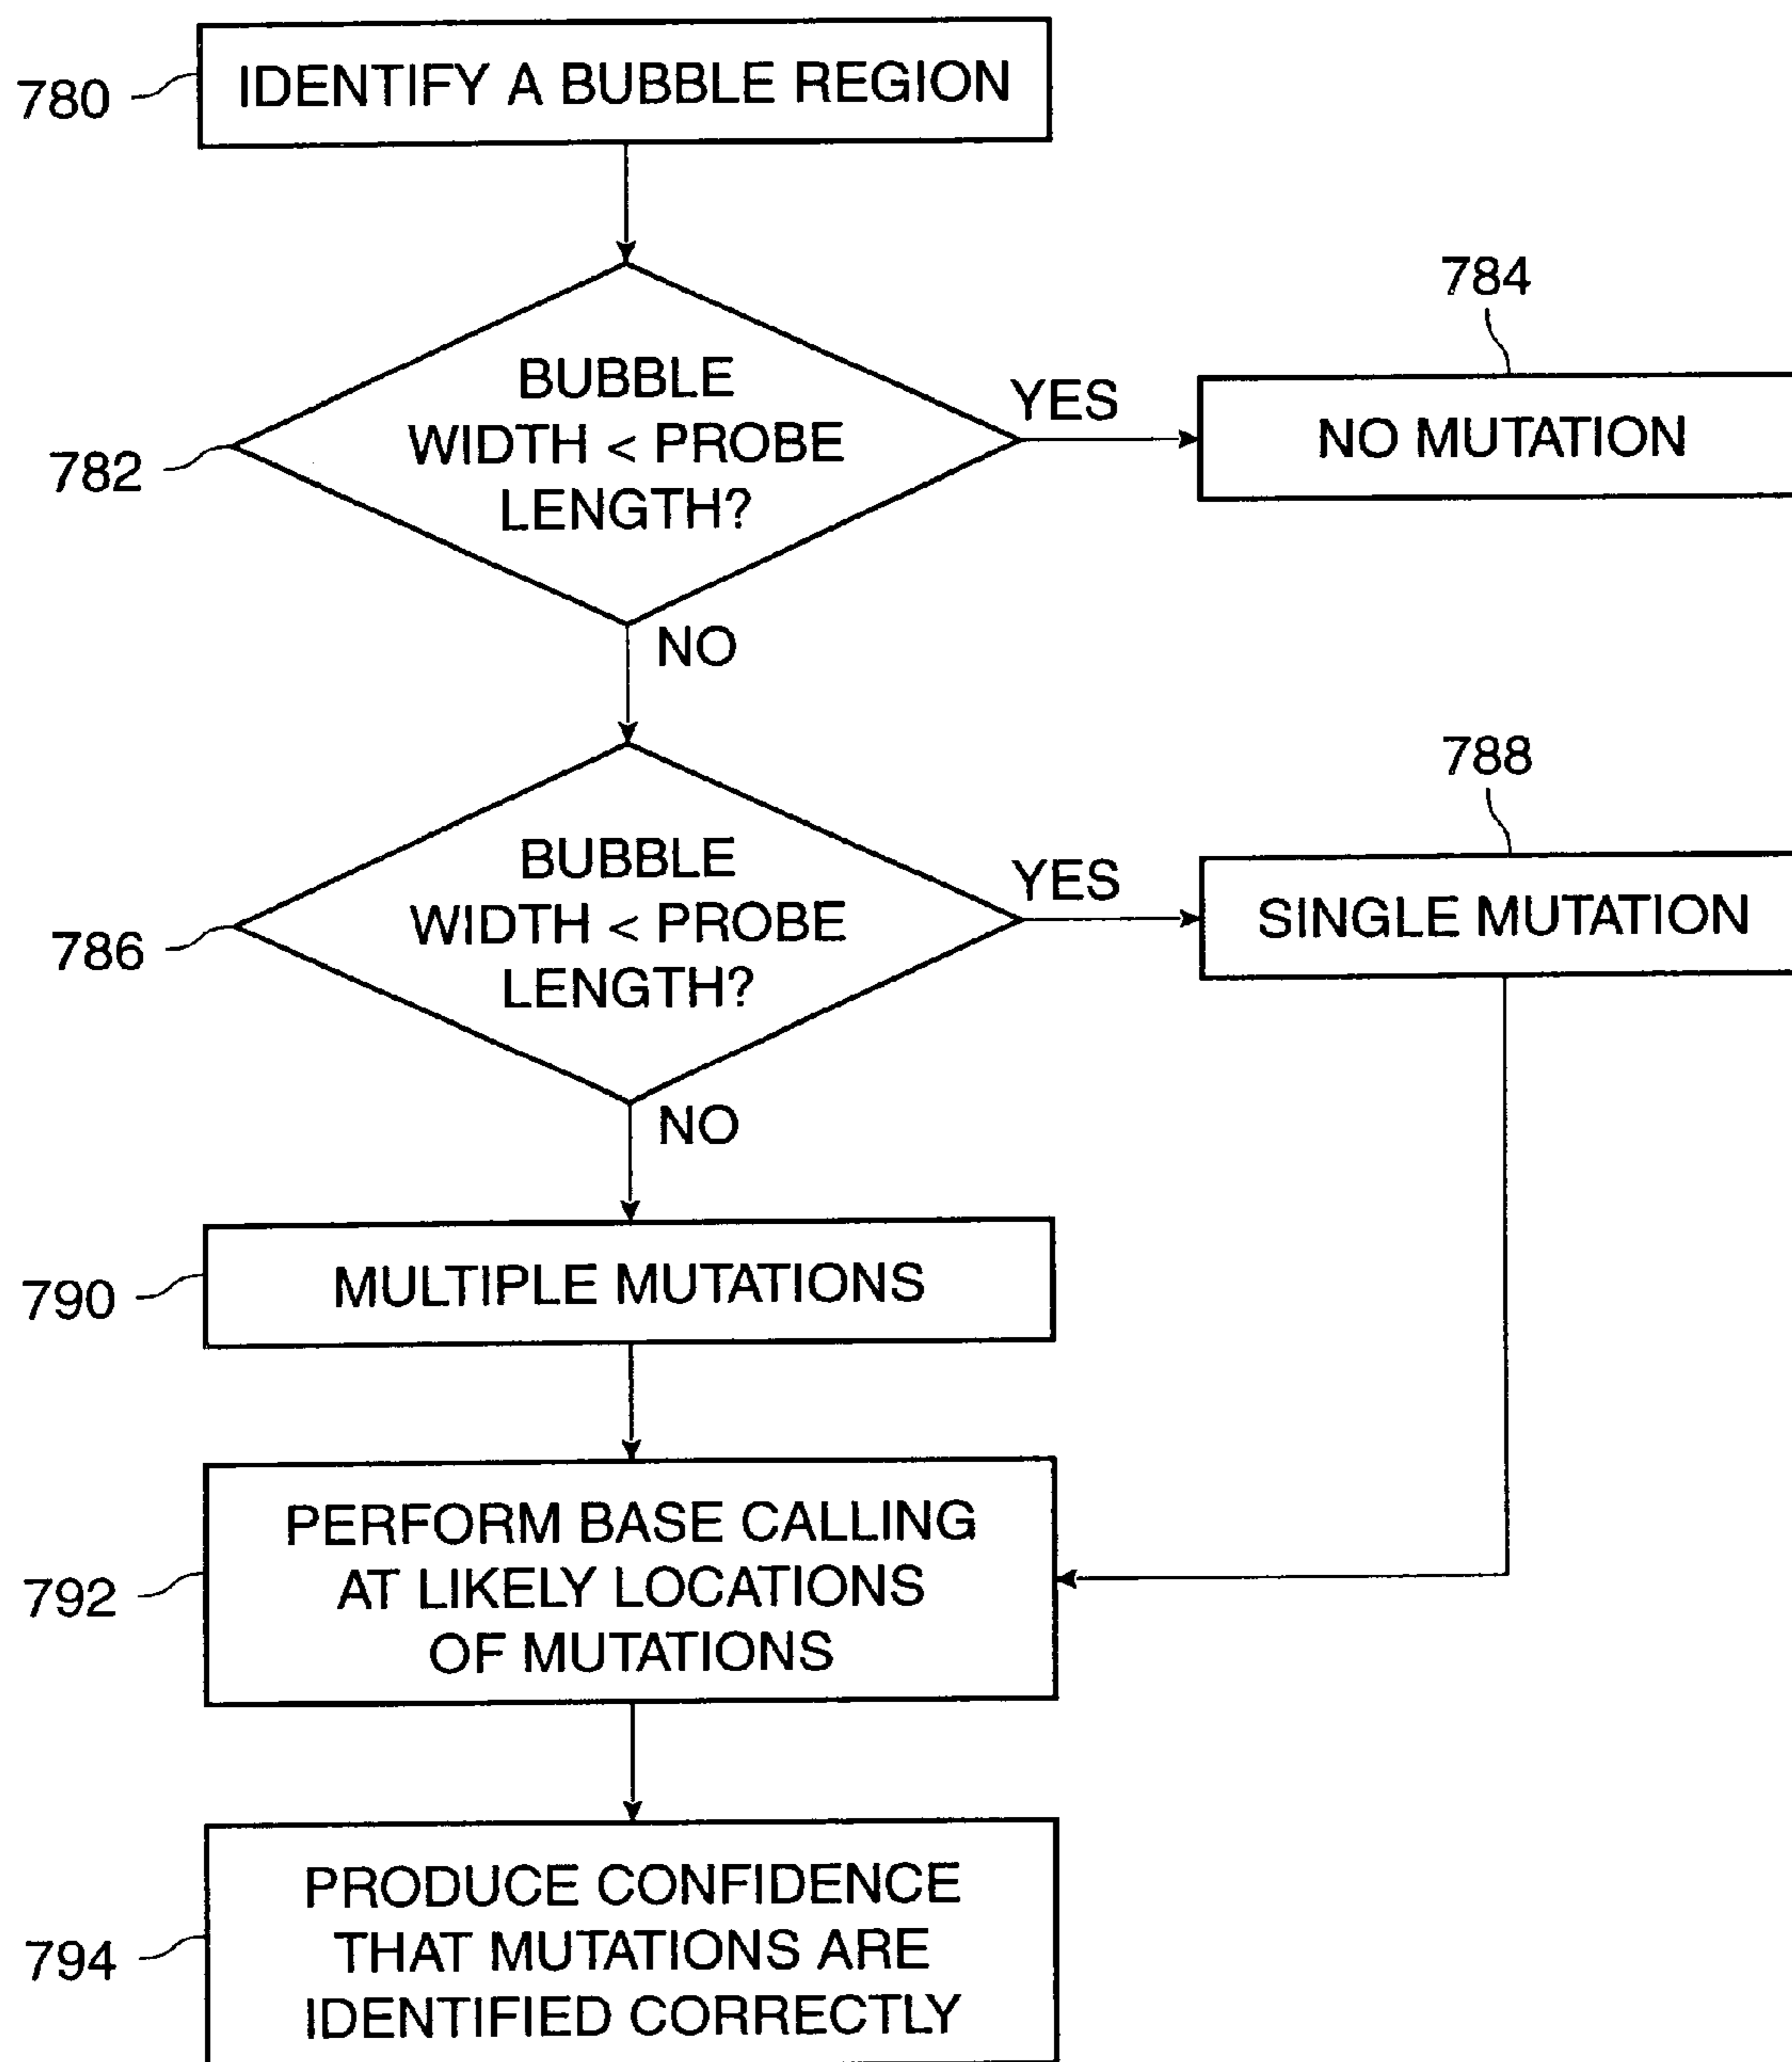 780
IDENTIFY A BUBBLE REGION
782
BUBBLE
WIDTH < PROBE
LENGTH?
YES
784
NO MUTATION
NO
786
BUBBLE
WIDTH < PROBE
LENGTH?
YES
788
SINGLE MUTATION
NO
790
MULTIPLE MUTATIONS
792
PERFORM BASE CALLING
AT LIKELY LOCATIONS
OF MUTATIONS
794
PRODUCE CONFIDENCE
THAT MUTATIONS ARE
IDENTIFIED CORRECTLY